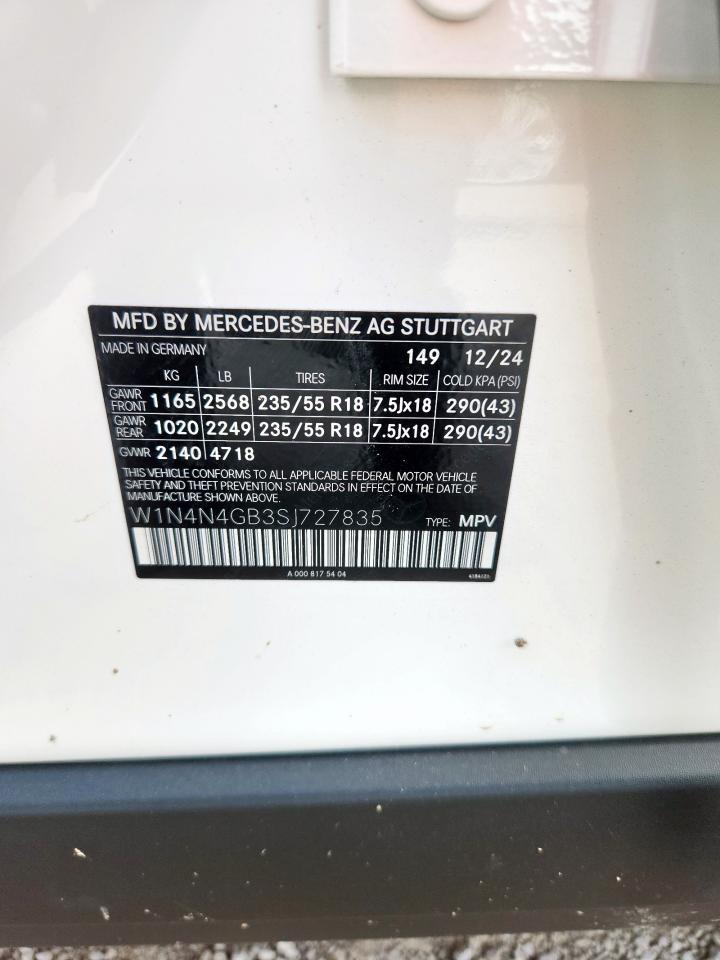 MFD BY MERCEDES-BENZ AG STUTTGART
MADE IN GERMANY 149 12/24
KG LB TIRES RIM SIZE COLD KPA (PSI)
GAWR FRONT 1165 2568 235/55 R18 7.5Jx18 290(43)
GAWR REAR 1020 2249 235/55 R18 7.5Jx18 290(43)
GVWR 2140 4718
THIS VEHICLE CONFORMS TO ALL APPLICABLE FEDERAL MOTOR VEHICLE
SAFETY AND THEFT PREVENTION STANDARDS IN EFFECT ON THE DATE OF
MANUFACTURE SHOWN ABOVE.
W1N4N4GB3SJ727835 TYPE: MPV
A 000 817 54 04